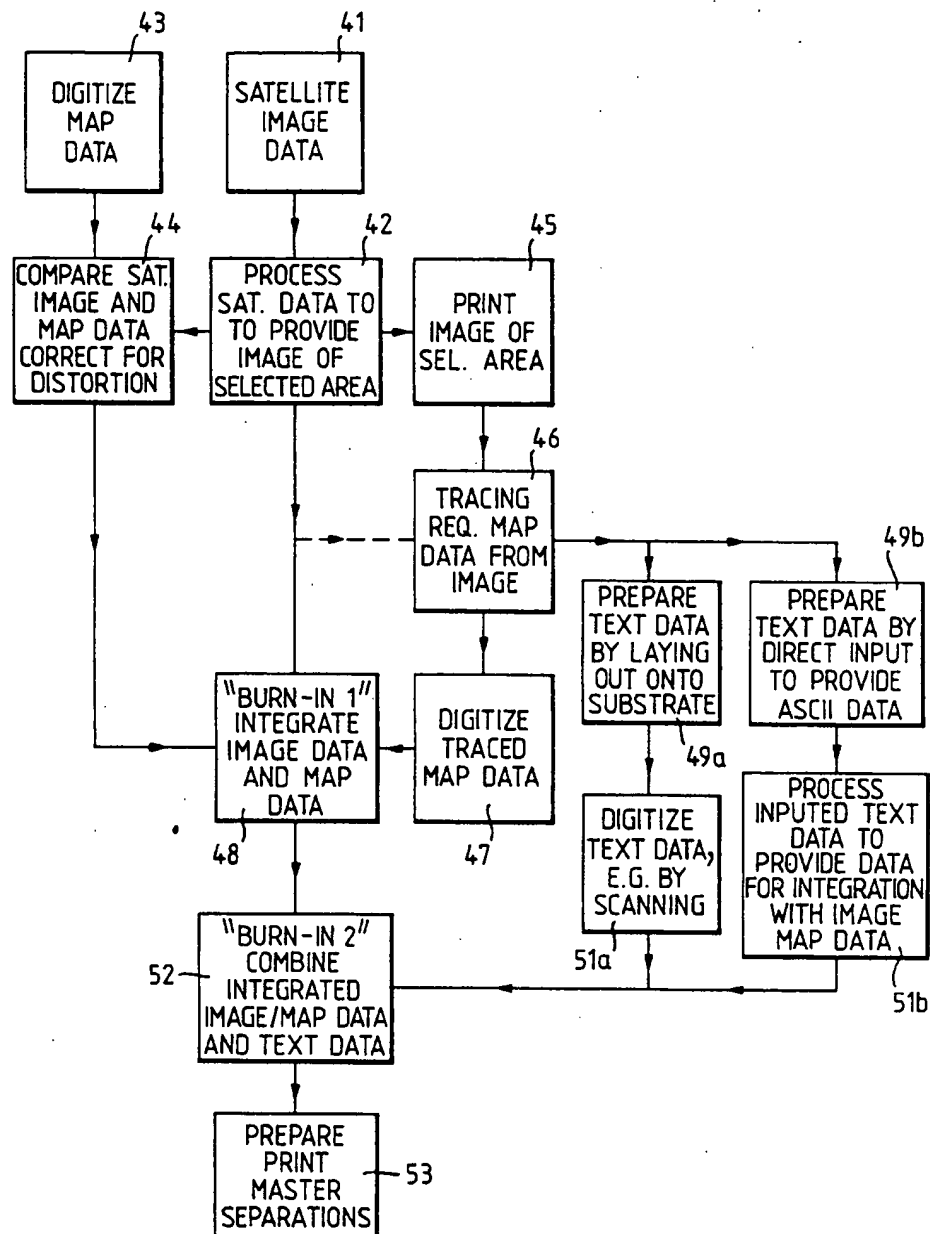 43
DIGITIZE
MAP
DATA
41
SATELLITE
IMAGE
DATA
44
COMPARE SAT.
IMAGE AND
MAP DATA
CORRECT FOR
DISTORTION
42
PROCESS
SAT. DATA TO
TO PROVIDE
IMAGE OF
SELECTED AREA
45
PRINT
IMAGE OF
SEL. AREA
46
TRACING
REQ. MAP
DATA FROM
IMAGE
49a
PREPARE
TEXT DATA
BY LAYING
OUT ONTO
SUBSTRATE
49b
PREPARE
TEXT DATA BY
DIRECT INPUT
TO PROVIDE
ASCII DATA
"BURN-IN 1"
INTEGRATE
IMAGE DATA
AND MAP
DATA
48
DIGITIZE
TRACED
MAP DATA
47
DIGITIZE
TEXT DATA,
E.G. BY
SCANNING
51a
PROCESS
INPUTED TEXT
DATA TO
PROVIDE DATA
FOR INTEGRATION
WITH IMAGE
MAP DATA
51b
52
"BURN-IN 2"
COMBINE
INTEGRATED
IMAGE/MAP DATA
AND TEXT DATA
PREPARE
PRINT
MASTER
SEPARATIONS
53